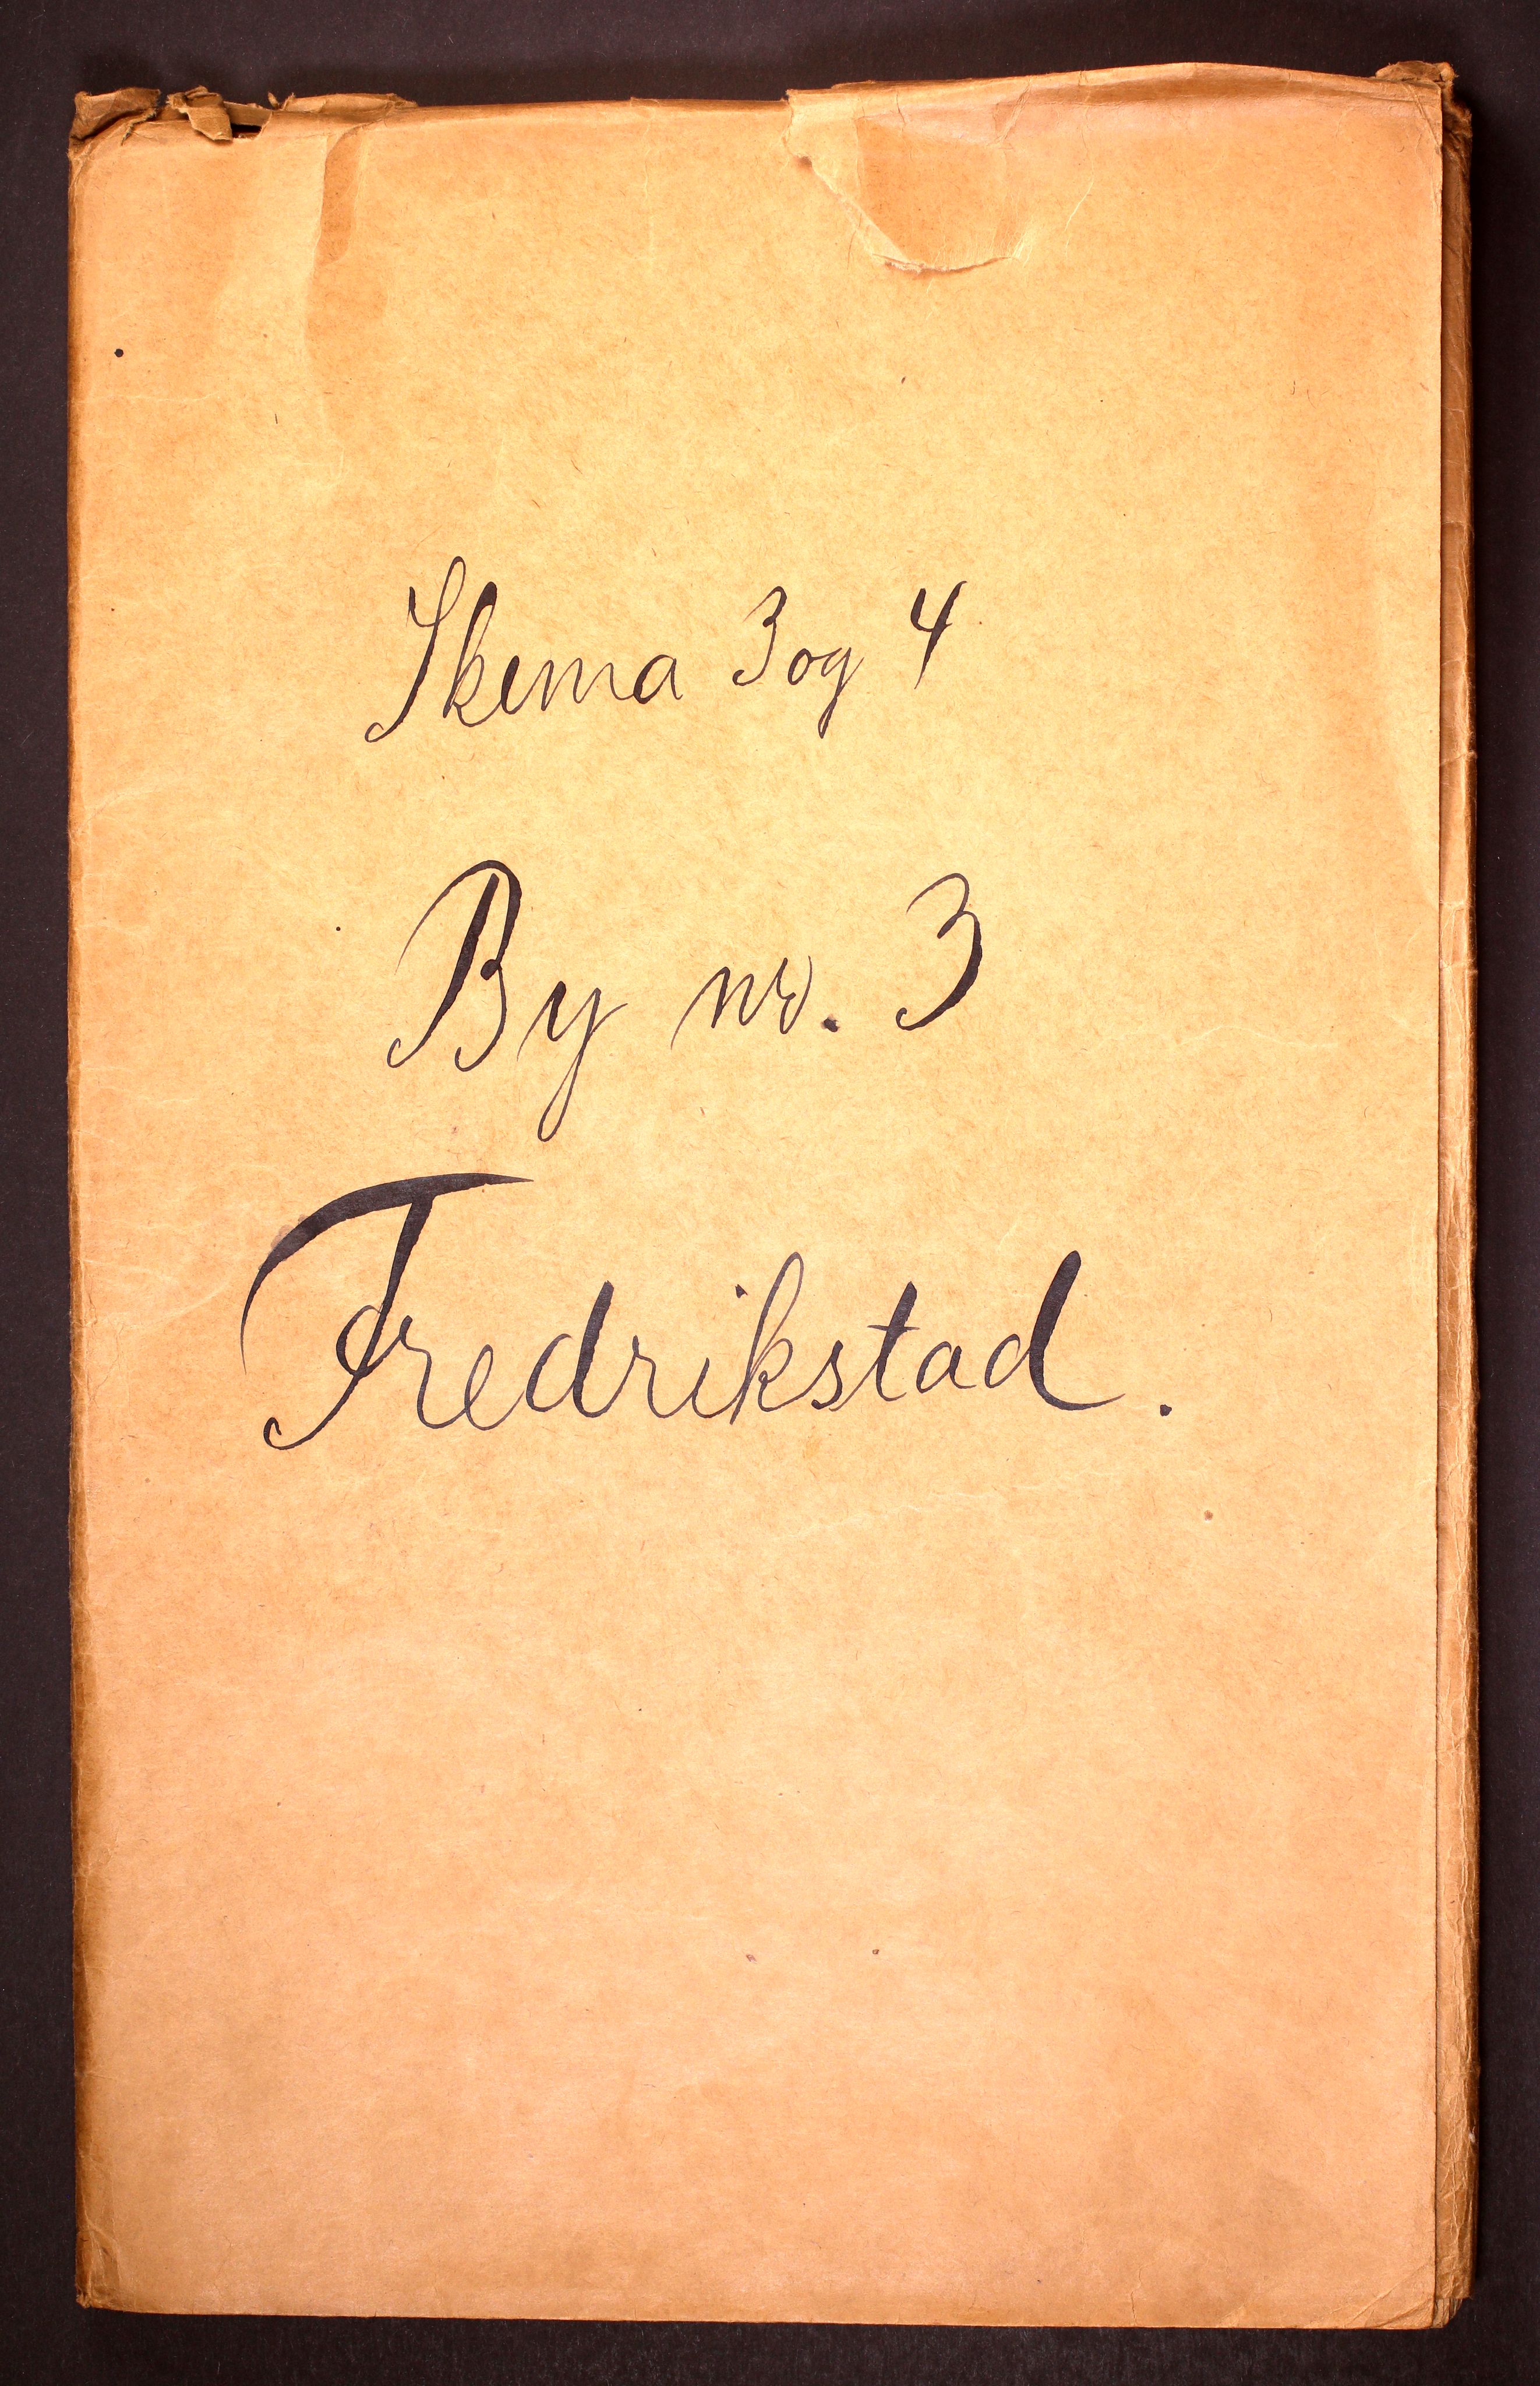 Skema 3 og 4
By nr. 3
Fredrikstad.